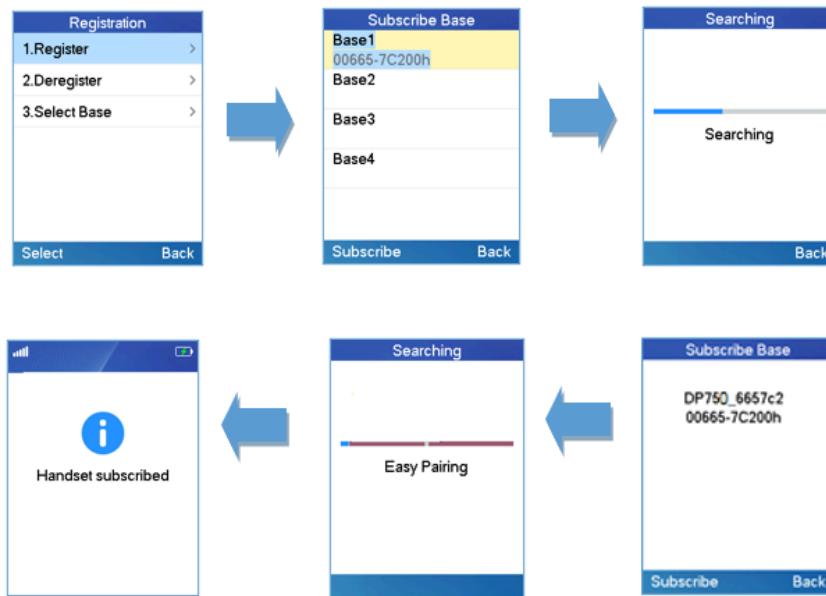 Registration
1.Register
2.Deregister
3.Select Base
Select Back
Subscribe Base
Base1
00665-7C200h
Base2
Base3
Base4
Subscribe Back
Searching
Searching
Back
Subscribe Base
DP750_6657c2
00665-7C200h
Subscribe Back
Searching
Easy Pairing
Handset subscribed